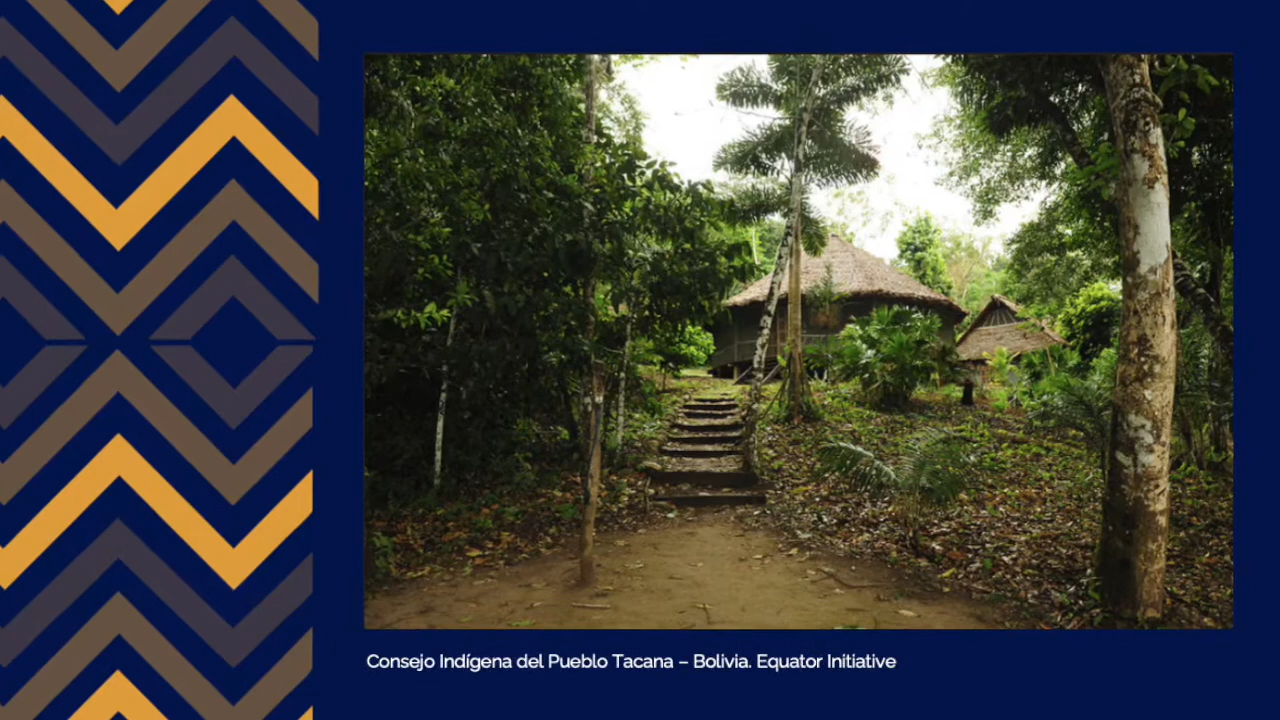 Consejo Indígena del Pueblo Tacana – Bolivia. Equator Initiative